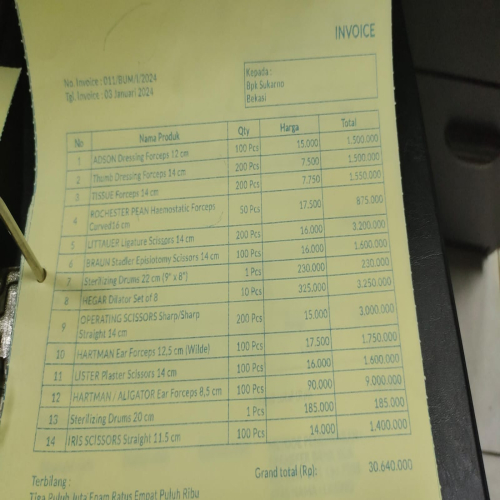 INVOICE
No. Invoice : 011/BUM/I/2024
Tgl. Invoice : 03 Januari 2024
Kepada :
Bpk Sukarno
Bekasi
No Nama Produk Qty Harga Total
1 ADSON Dressing Forceps 12 cm 100 Pcs 15.000 1.500.000
2 Thumb Dressing Forceps 14 cm 200 Pcs 7.500 1.500.000
3 TISSUE Forceps 14 cm 200 Pcs 7.750 1.550.000
4 ROCHESTER PEAN Haemostatic Forceps
Curved16 cm 50 Pcs 17.500 875.000
5 LITTAUER Ligature Scissors 14 cm 200 Pcs 16.000 3.200.000
6 BRAUN Stadler Episiotomy Scissors 14 cm 100 Pcs 16.000 1.600.000
7 Sterilizing Drums 22 cm (9" x 8") 1 Pcs 230.000 230.000
8 HEGAR Dilator Set of 8 10 Pcs 325.000 3.250.000
9 OPERATING SCISSORS Sharp/Sharp
Straight 14 cm 200 Pcs 15.000 3.000.000
10 HARTMAN Ear Forceps 12,5 cm (Wilde) 100 Pcs 17.500 1.750.000
11 LISTER Plaster Scissors 14 cm 100 Pcs 16.000 1.600.000
12 HARTMAN / ALIGATOR Ear Forceps 8,5 cm 100 Pcs 90.000 9.000.000
13 Sterilizing Drums 20 cm 1 Pcs 185.000 185.000
14 IRIS SCISSORS Straight 11.5 cm 100 Pcs 14.000 1.400.000
Grand total (Rp): 30.640.000
Terbilang :
Tiga Puluh Juta Enam Ratus Empat Puluh Ribu